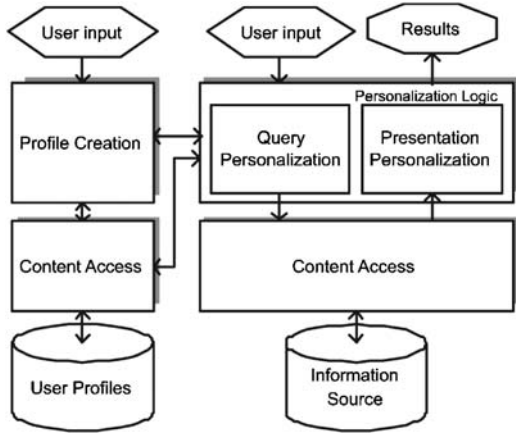 User input
User input
Results
Personalization Logic
Profile Creation
Query
Personalization
Presentation
Personalization
Content Access
Content Access
User Profiles
Information
Source